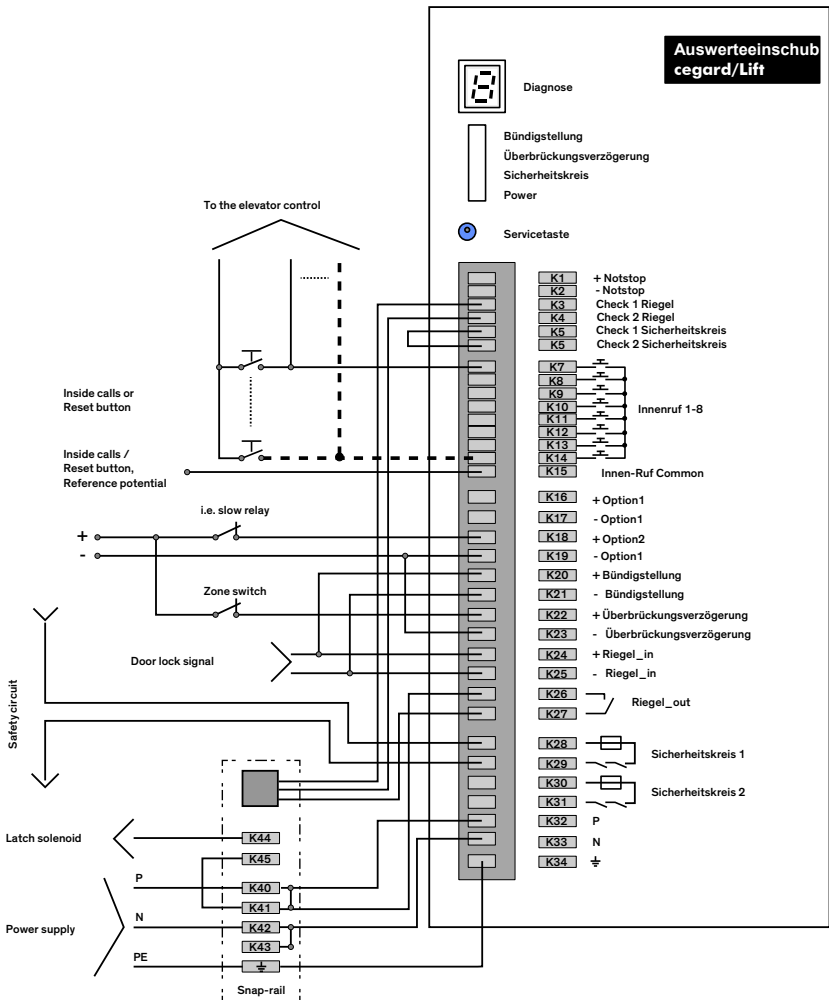 Auswerteeinschub
cegard/Lift
Diagnose
Bündigstellung
Überbrückungsverzögerung
Sicherheitskreis
Power
Servicetaste
To the elevator control
K1 + Notstop
K2 - Notstop
K3 Check 1 Riegel
K4 Check 2 Riegel
K5 Check 1 Sicherheitskreis
K5 Check 2 Sicherheitskreis
K7
K8
K9
K10
K11
K12
K13
K14
Innenruf 1-8
K15 Innen-Ruf Common
K16 + Option1
K17 - Option1
K18 + Option2
K19 - Option1
K20 + Bündigstellung
K21 - Bündigstellung
K22 + Überbrückungsverzögerung
K23 - Überbrückungsverzögerung
K24 + Riegel_in
K25 - Riegel_in
K26
K27
Riegel_out
K28
K29
Sicherheitskreis 1
K30
K31
Sicherheitskreis 2
K32 P
K33 N
K34
Inside calls or
Reset button
Inside calls /
Reset button,
Reference potential
i.e. slow relay
+
-
Zone switch
Door lock signal
Safety circuit
Latch solenoid
Power supply
P
N
PE
K44
K45
K40
K41
K42
K43
Snap-rail